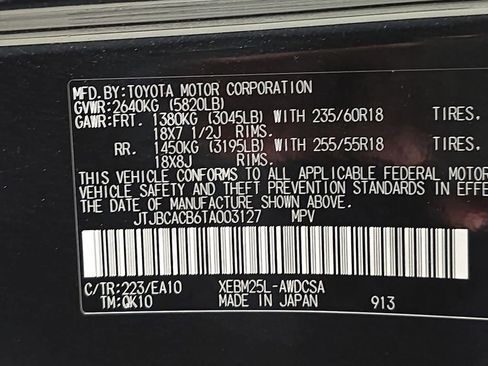 MFD.BY:TOYOTA MOTOR CORPORATION
GVWR:2640KG (5820LB)
GAWR:FRT. 1380KG (3045LB) WITH 235/60R18 TIRES.
18X7 1/2J RIMS.
RR. 1450KG (3195LB) WITH 255/55R18 TIRES.
18X8J RIMS.
THIS VEHICLE CONFORMS TO ALL APPLICABLE FEDERAL MOTOR
VEHICLE SAFETY AND THEFT PREVENTION STANDARDS IN EFFE
THE DATE OF MANUFACTURE SHOWN ABOVE.
JTJBCACB6TA003127 MPV
C/TR:223/EA10 XEBM25L-AWDCSA
TM:QK10 MADE IN JAPAN 913